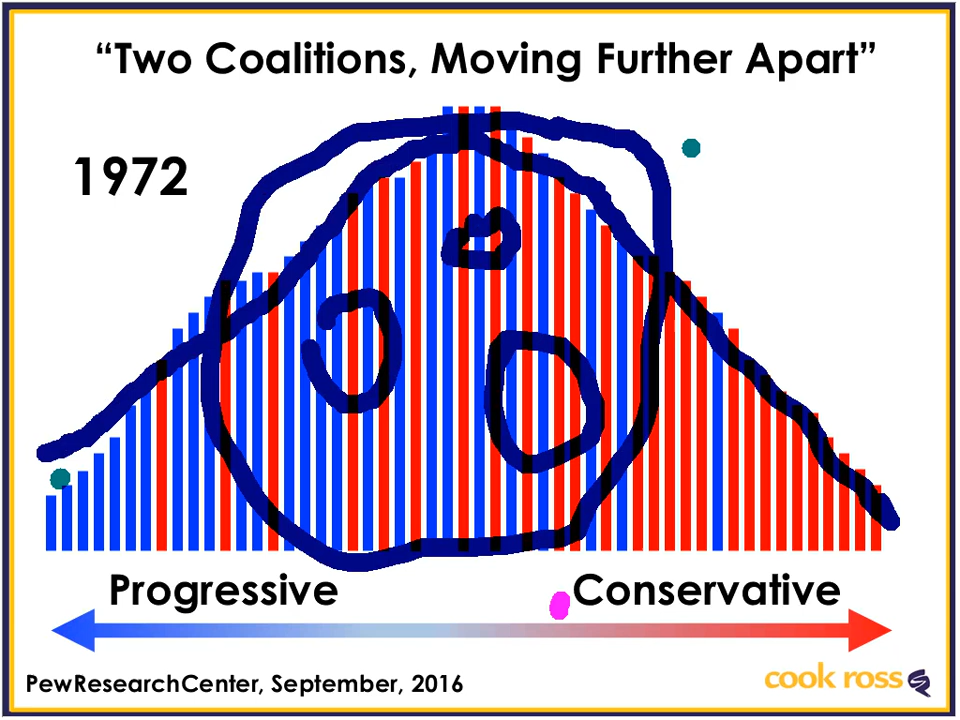 “Two Coalitions, Moving Further Apart”
1972
Progressive
Conservative
PewResearchCenter, September, 2016
cook ross